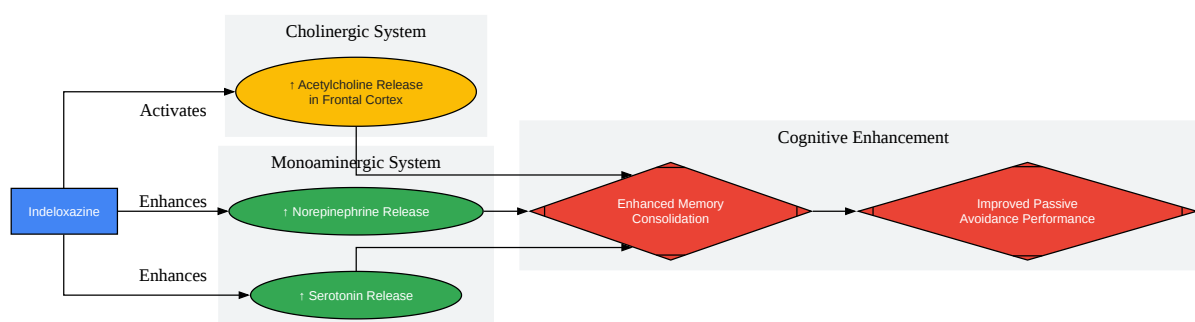 Cholinergic System
↑ Acetylcholine Release
in Frontal Cortex
Activates
Monoaminergic System
Cognitive Enhancement
Indeloxazine
Enhances
↑ Norepinephrine Release
Enhanced Memory
Consolidation
Improved Passive
Avoidance Performance
Enhances
↑ Serotonin Release